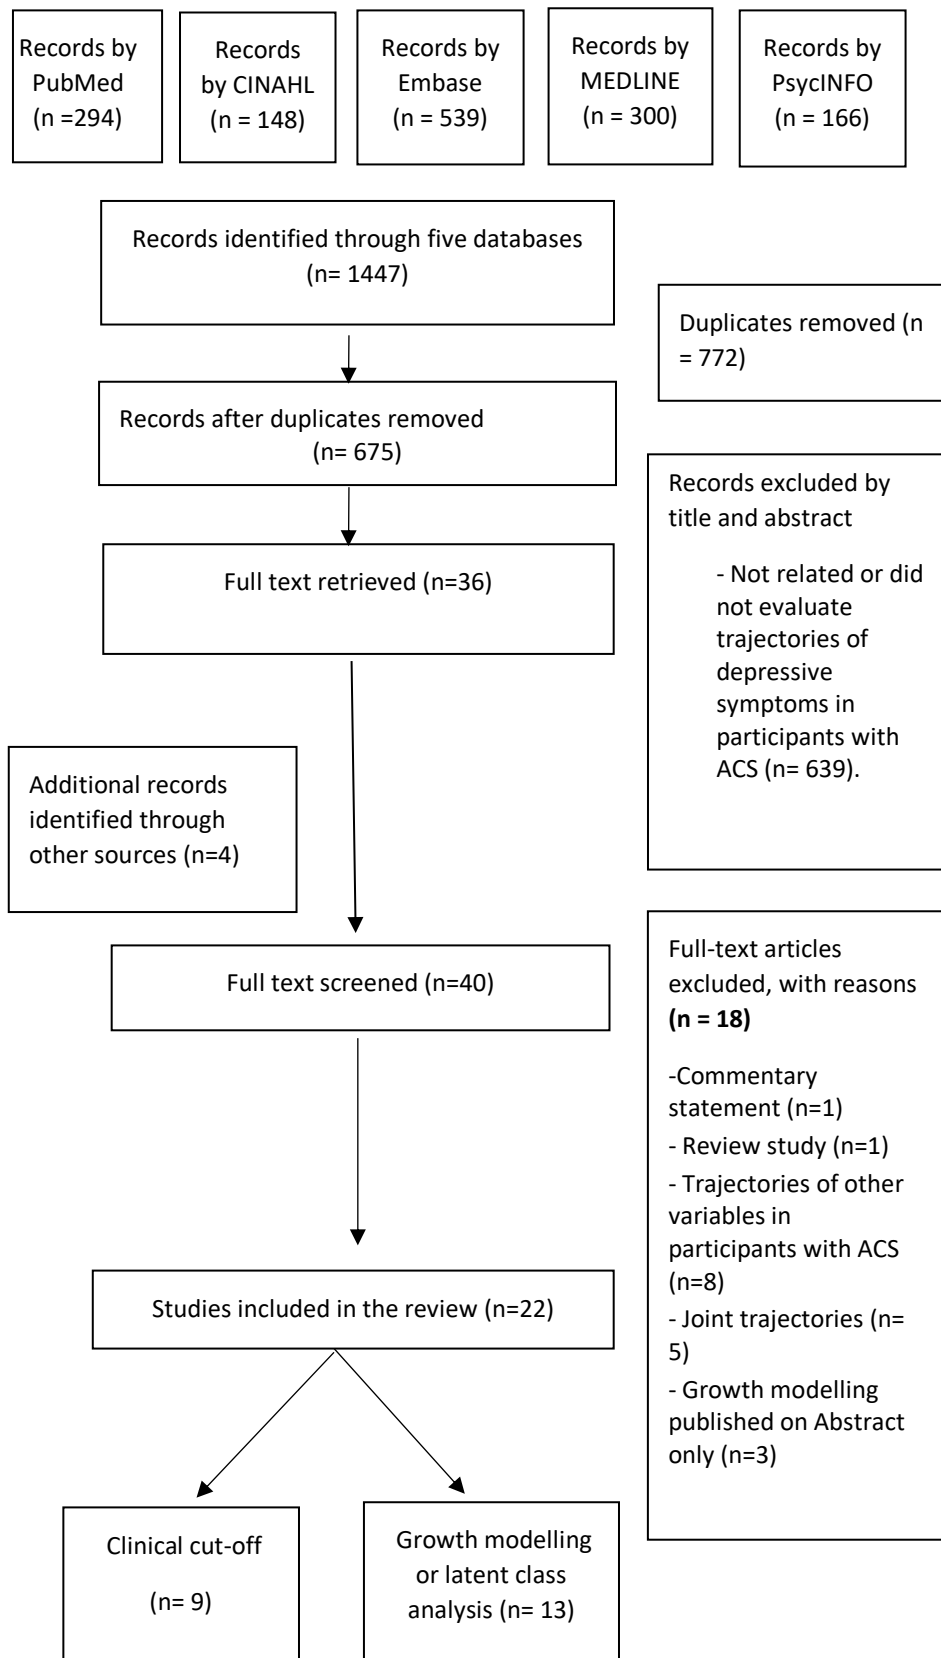 Records by
PubMed
(n =294)
Records
by CINAHL
(n = 148)
Records by
Embase
(n = 539)
Records by
MEDLINE
(n = 300)
Records by
PsycINFO
(n = 166)
Records identified through five databases
(n= 1447)
Duplicates removed (n
= 772)
Records after duplicates removed
(n= 675)
Records excluded by
title and abstract
- Not related or did
not evaluate
trajectories of
depressive
symptoms in
participants with
ACS (n= 639).
Full text retrieved (n=36)
Additional records
identified through
other sources (n=4)
Full text screened (n=40)
Full-text articles
excluded, with reasons
(n = 18)
-Commentary
statement (n=1)
- Review study (n=1)
- Trajectories of other
variables in
participants with ACS
(n=8)
- Joint trajectories (n=
5)
- Growth modelling
published on Abstract
only (n=3)
Studies included in the review (n=22)
Clinical cut-off
(n= 9)
Growth modelling
or latent class
analysis (n= 13)